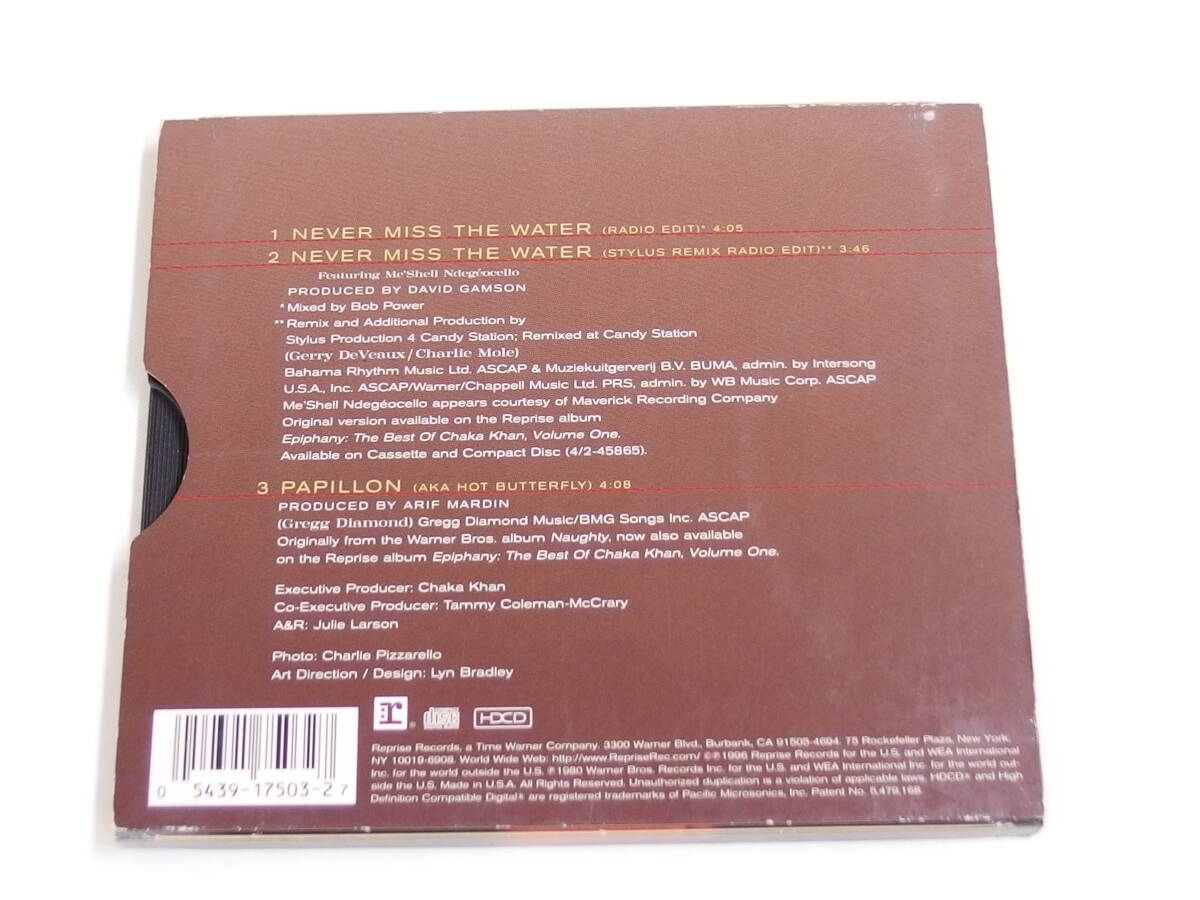 1 NEVER MISS THE WATER (RADIO EDIT)* 4:05
2 NEVER MISS THE WATER (STYLUS REMIX RADIO EDIT)** 3:46
Featuring Me'Shell Ndegéocello
PRODUCED BY DAVID GAMSON
*Mixed by Bob Power
**Remix and Additional Production by
Stylus Production 4 Candy Station; Remixed at Candy Station
(Gerry DeVeaux/Charlie Mole)
Bahama Rhythm Music Ltd. ASCAP & Muziekuitgerverij B.V. BUMA, admin. by Intersong
U.S.A., Inc. ASCAP/Warner/Chappell Music Ltd. PRS, admin. by WB Music Corp. ASCAP
Me'Shell Ndegéocello appears courtesy of Maverick Recording Company
Original version available on the Reprise album
Epiphany: The Best Of Chaka Khan, Volume One.
Available on Cassette and Compact Disc (4/2-45865).
3 PAPILLON (AKA HOT BUTTERFLY) 4:08
PRODUCED BY ARIF MARDIN
(Gregg Diamond) Gregg Diamond Music/BMG Songs Inc. ASCAP
Originally from the Warner Bros. album Naughty, now also available
on the Reprise album Epiphany: The Best Of Chaka Khan, Volume One.
Executive Producer: Chaka Khan
Co-Executive Producer: Tammy Coleman-McCrary
A&R: Julie Larson
Photo: Charlie Pizzarello
Art Direction / Design: Lyn Bradley
r ® disc HDCD
Reprise Records, a Time Warner Company. 3300 Warner Blvd., Burbank, CA 91505-4694. 75 Rockefeller Plaza, New York,
NY 10019-6908. World Wide Web: http://www.RepriseRec.com/ ©℗1996 Reprise Records for the U.S. and WEA International
Inc. for the world outside the U.S. ℗1980 Warner Bros. Records Inc. for the U.S. and WEA International Inc. for the world out-
side the U.S. Made in U.S.A. All Rights Reserved. Unauthorized duplication is a violation of applicable laws. HDCD® and High
Definition Compatible Digital® are registered trademarks of Pacific Microsonics, Inc. Patent No. 5,479,168.
0 5439-17503-2 7